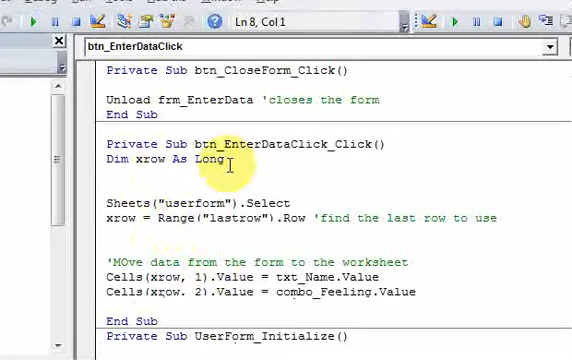 Ln 8, Col 1
btn_EnterDataClick
Private Sub btn_CloseForm_Click()
Unload frm_EnterData 'closes the form
End Sub
Private Sub btn_EnterDataClick_Click()
Dim xrow As Long
Sheets("userform").Select
xrow = Range("lastrow").Row 'find the last row to use
'MOve data from the form to the worksheet
Cells(xrow, 1).Value = txt_Name.Value
Cells(xrow, 2).Value = combo_Feeling.Value
End Sub
Private Sub UserForm_Initialize()